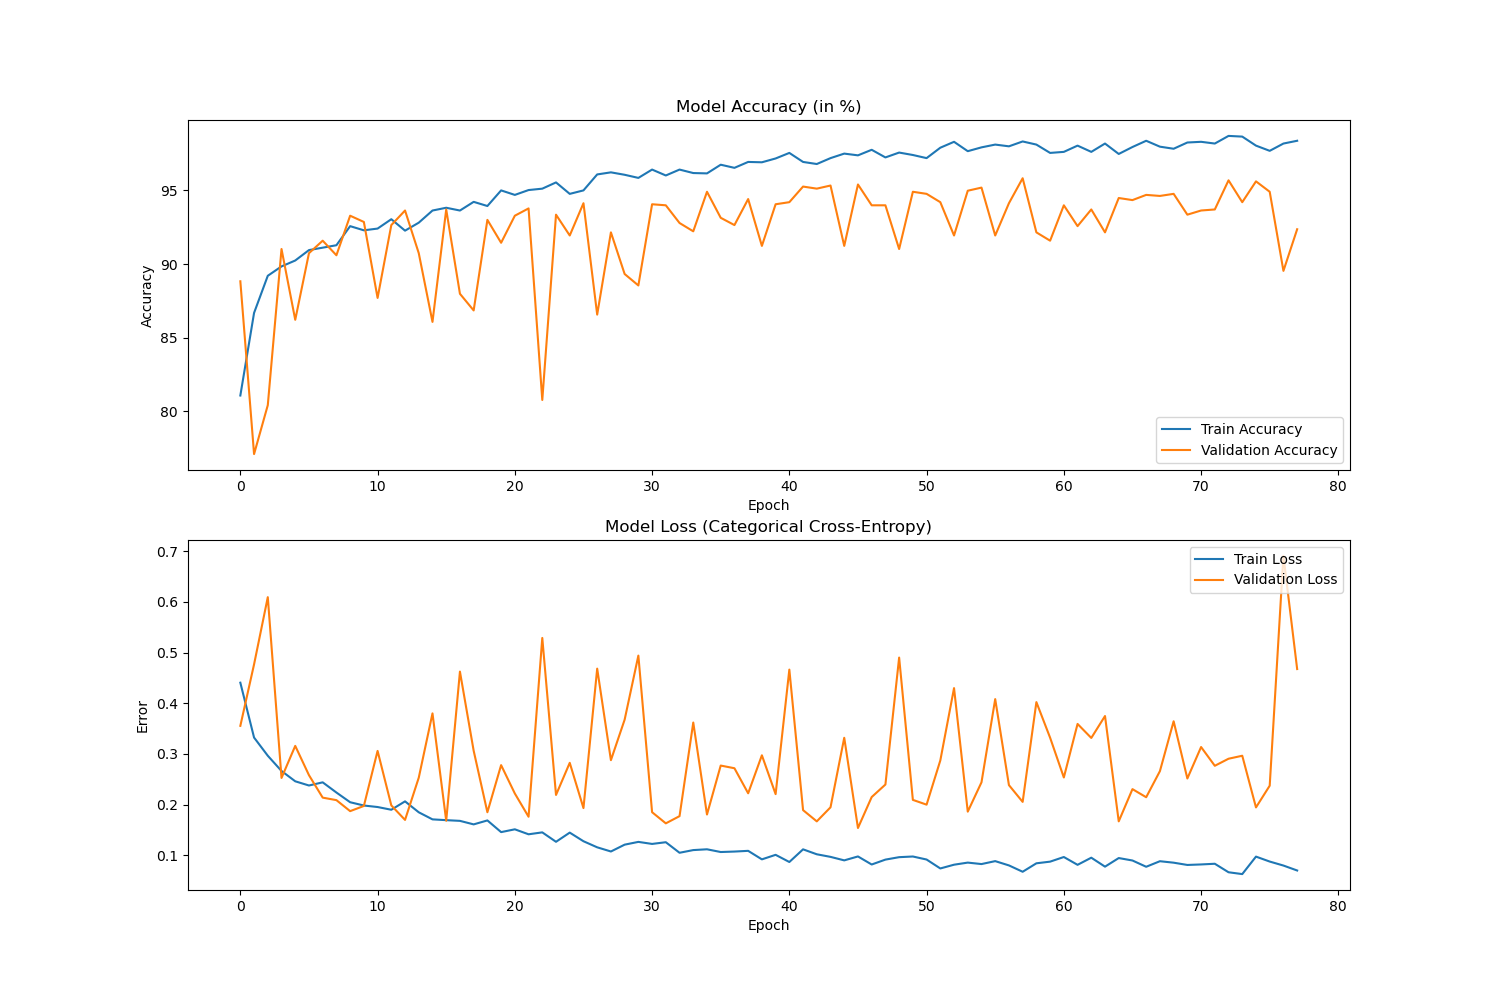 Model Accuracy (in %)
95
90
85
80
Accuracy
Train Accuracy
Validation Accuracy
0 10 20 30 40 50 60 70 80
Epoch
Model Loss (Categorical Cross-Entropy)
0.7
0.6
0.5
0.4
0.3
0.2
0.1
Error
Train Loss
Validation Loss
0 10 20 30 40 50 60 70 80
Epoch